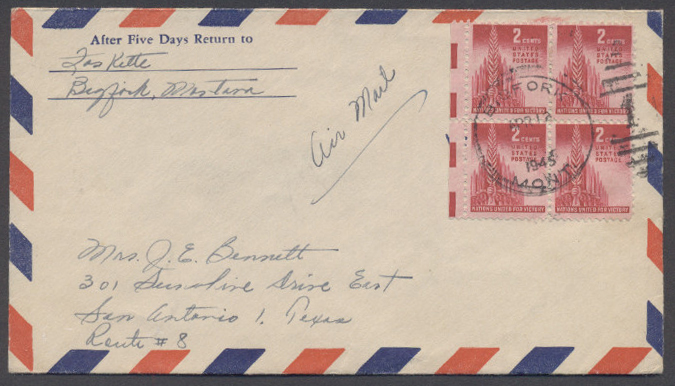 After Five Days Return to
Bigfork, Montana
Air Mail
2 CENTS
UNITED
STATES
POSTAGE
NATIONS UNITED FOR VICTORY
2 CENTS
UNITED
STATES
POSTAGE
NATIONS UNITED FOR VICTORY
2 CENTS
UNITED
STATES
POSTAGE
NATIONS UNITED FOR VICTORY
2 CENTS
UNITED
STATES
POSTAGE
NATIONS UNITED FOR VICTORY
BIGFORK
1945
MONT.
Mrs. J. E. Bennett
301 Sunshine Drive East
San Antonio 1, Texas
Route # 8